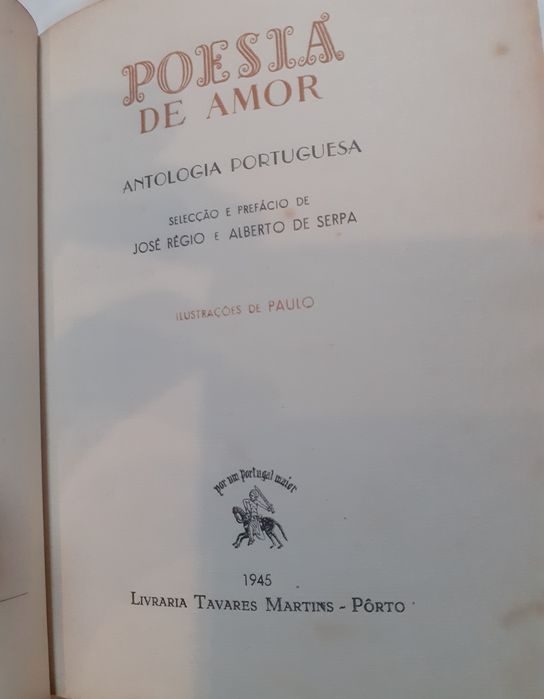 POESIA
DE AMOR
ANTOLOGIA PORTUGUESA
SELECÇÃO E PREFÁCIO DE
JOSÉ RÉGIO E ALBERTO DE SERPA
ILUSTRAÇÕES DE PAULO
por um portugal maior
1945
LIVRARIA TAVARES MARTINS - PÔRTO